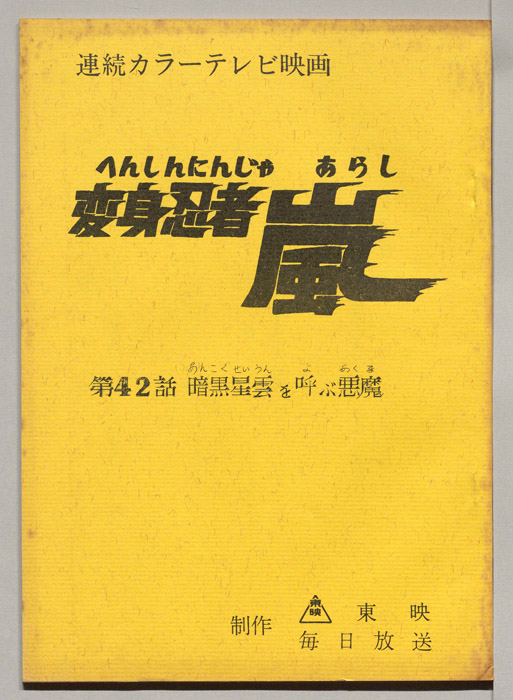 連続カラーテレビ映画
へんしんにんじゃ あらし
変身忍者 嵐
あんこくせいうん よ あくま
第42話 暗黒星雲を呼ぶ悪魔
制作 東映 東映
毎日放送